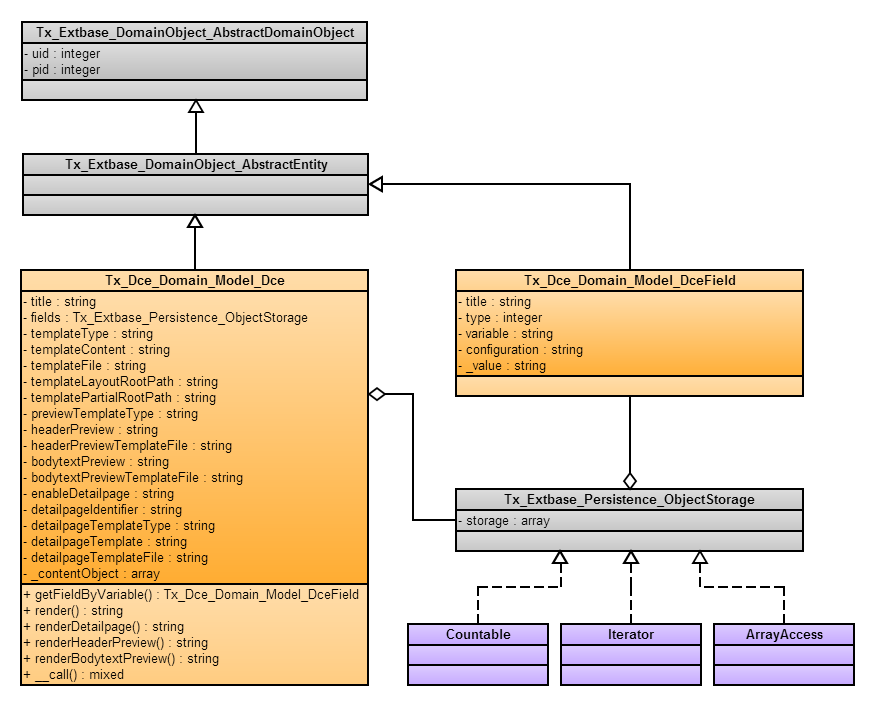 Tx_Extbase_DomainObject_AbstractDomainObject
- uid : integer
- pid : integer
Tx_Extbase_DomainObject_AbstractEntity
Tx_Dce_Domain_Model_Dce
- title : string
- fields : Tx_Extbase_Persistence_ObjectStorage
- templateType : string
- templateContent : string
- templateFile : string
- templateLayoutRootPath : string
- templatePartialRootPath : string
- previewTemplateType : string
- headerPreview : string
- headerPreviewTemplateFile : string
- bodytextPreview : string
- bodytextPreviewTemplateFile : string
- enableDetailpage : string
- detailpageIdentifier : string
- detailpageTemplateType : string
- detailpageTemplate : string
- detailpageTemplateFile : string
- _contentObject : array
+ getFieldByVariable() : Tx_Dce_Domain_Model_DceField
+ render() : string
+ renderDetailpage() : string
+ renderHeaderPreview() : string
+ renderBodytextPreview() : string
+ __call() : mixed
Tx_Dce_Domain_Model_DceField
- title : string
- type : integer
- variable : string
- configuration : string
- _value : string
Tx_Extbase_Persistence_ObjectStorage
- storage : array
Countable
Iterator
ArrayAccess